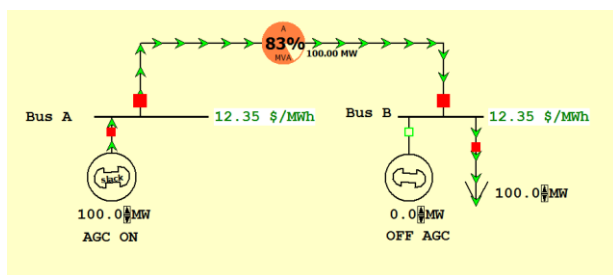 A
83%
MVA
100.00 MW
Bus A
12.35 $/MWh
Bus B
12.35 $/MWh
slack
100.0 MW
AGC ON
0.0 MW
OFF AGC
100.0 MW